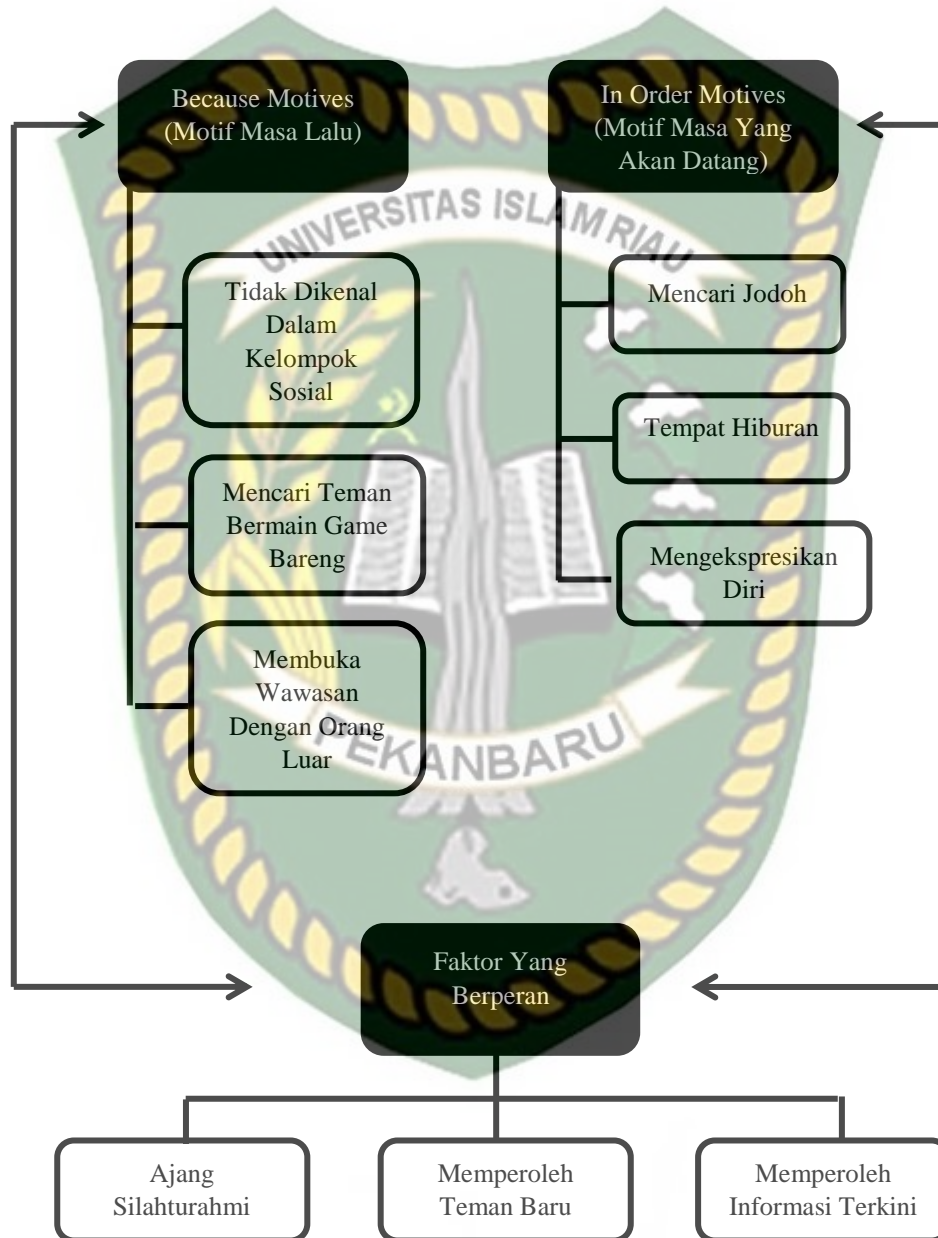 Because Motives
(Motif Masa Lalu)
In Order Motives
(Motif Masa Yang
Akan Datang)
UNIVERSITAS ISLAM RIAU
Tidak Dikenal
Dalam
Kelompok
Sosial
Mencari Teman
Bermain Game
Bareng
Membuka
Wawasan
Dengan Orang
Luar
Mencari Jodoh
Tempat Hiburan
Mengekspresikan
Diri
PEKANBARU
Faktor Yang
Berperan
Ajang
Silahturahmi
Memperoleh
Teman Baru
Memperoleh
Informasi Terkini